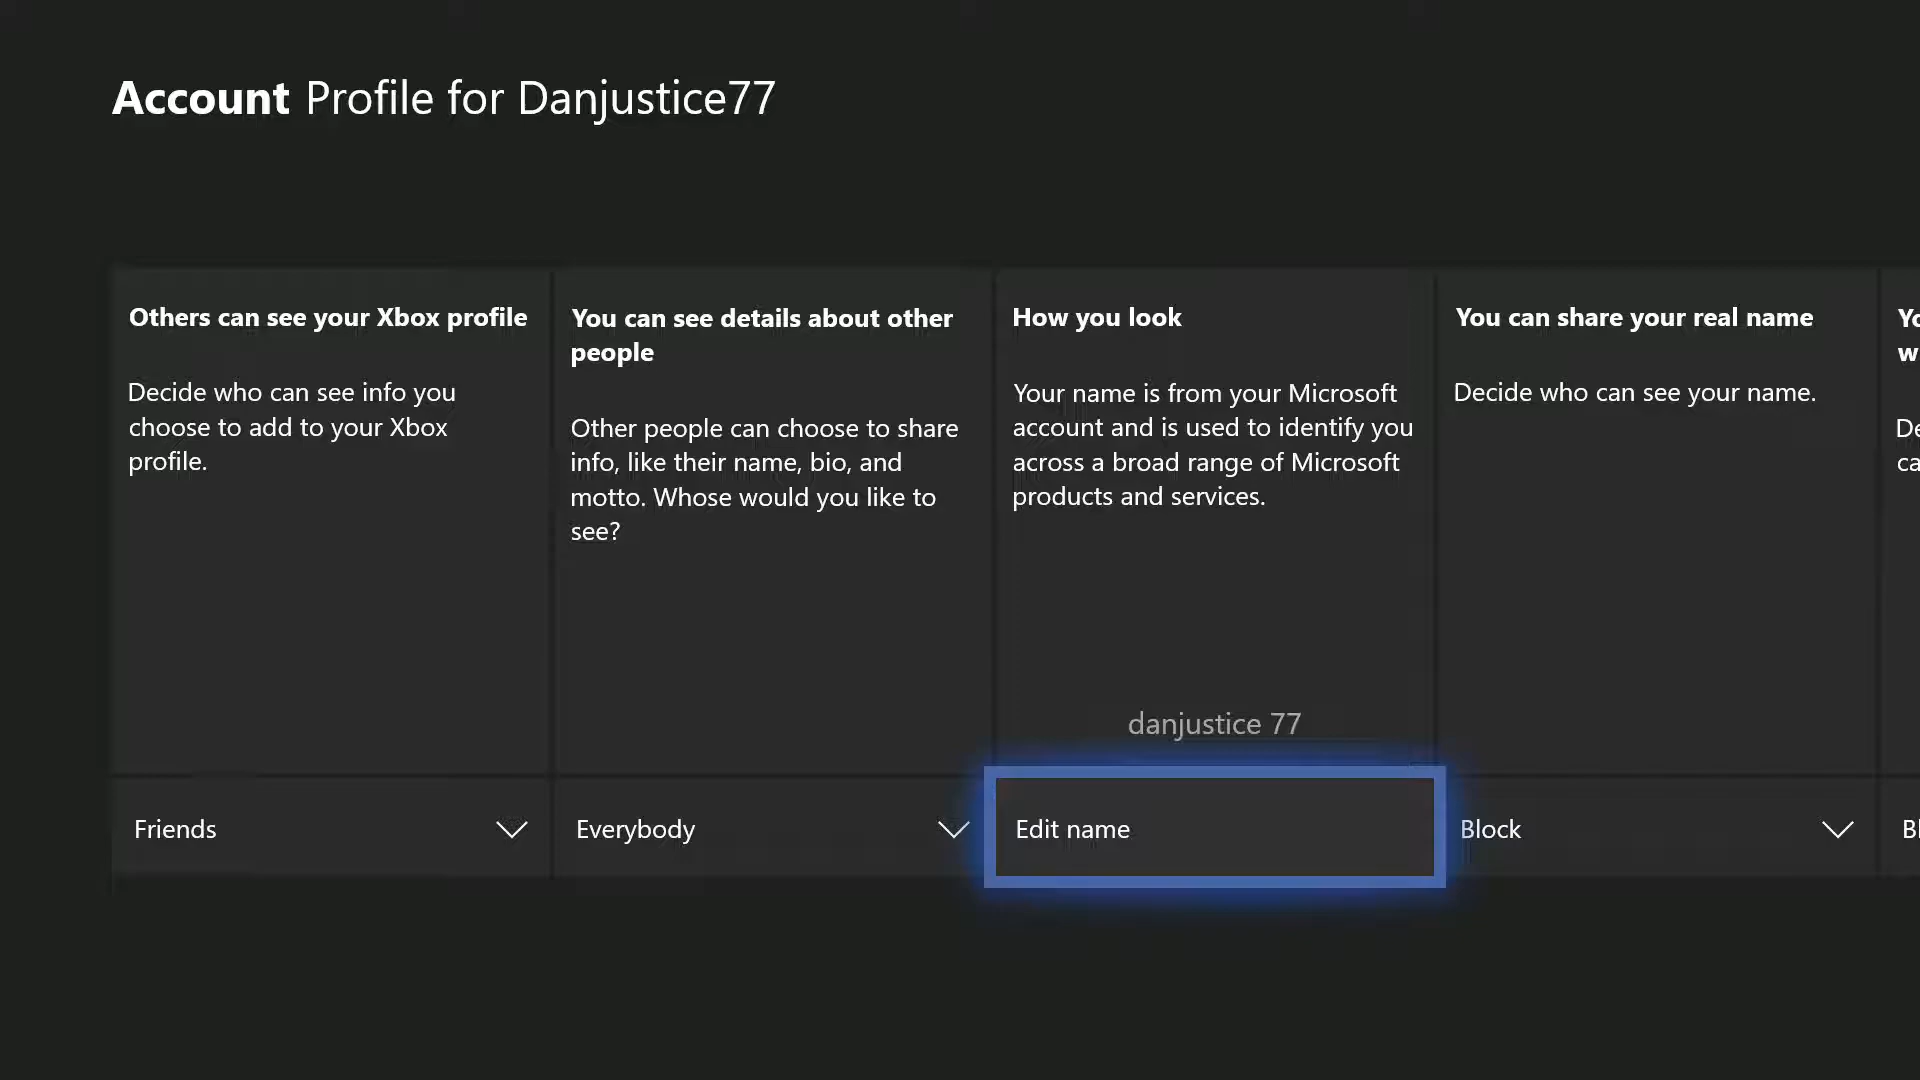 Account Profile for Danjustice77
Others can see your Xbox profile
Decide who can see info you
choose to add to your Xbox
profile.
Friends
You can see details about other
people
Other people can choose to share
info, like their name, bio, and
motto. Whose would you like to
see?
Everybody
How you look
Your name is from your Microsoft
account and is used to identify you
across a broad range of Microsoft
products and services.
danjustice 77
Edit name
You can share your real name
Decide who can see your name.
Block